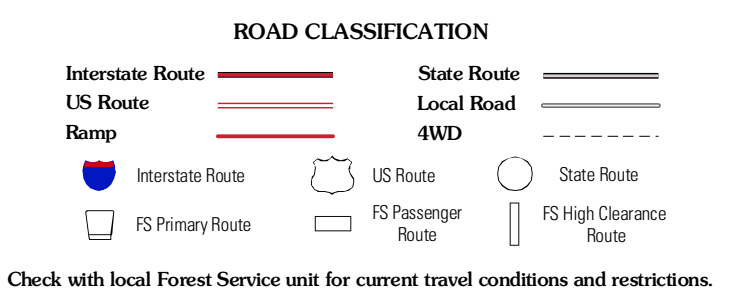 ROAD CLASSIFICATION
Interstate Route
State Route
US Route
Local Road
Ramp
4WD
Interstate Route
US Route
State Route
FS Primary Route
FS Passenger
Route
FS High Clearance
Route
Check with local Forest Service unit for current travel conditions and restrictions.